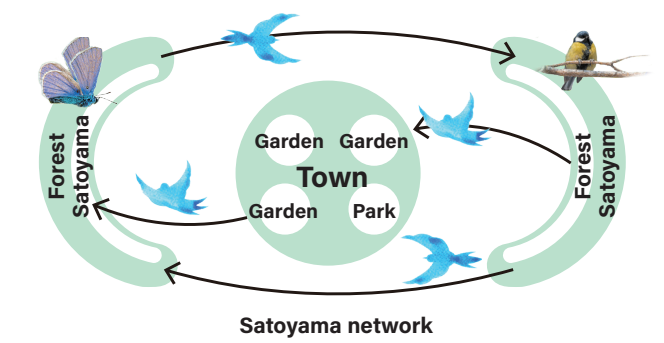 Forest
Satoyama
Garden
Garden
Town
Garden
Park
Forest
Satoyama
Satoyama network